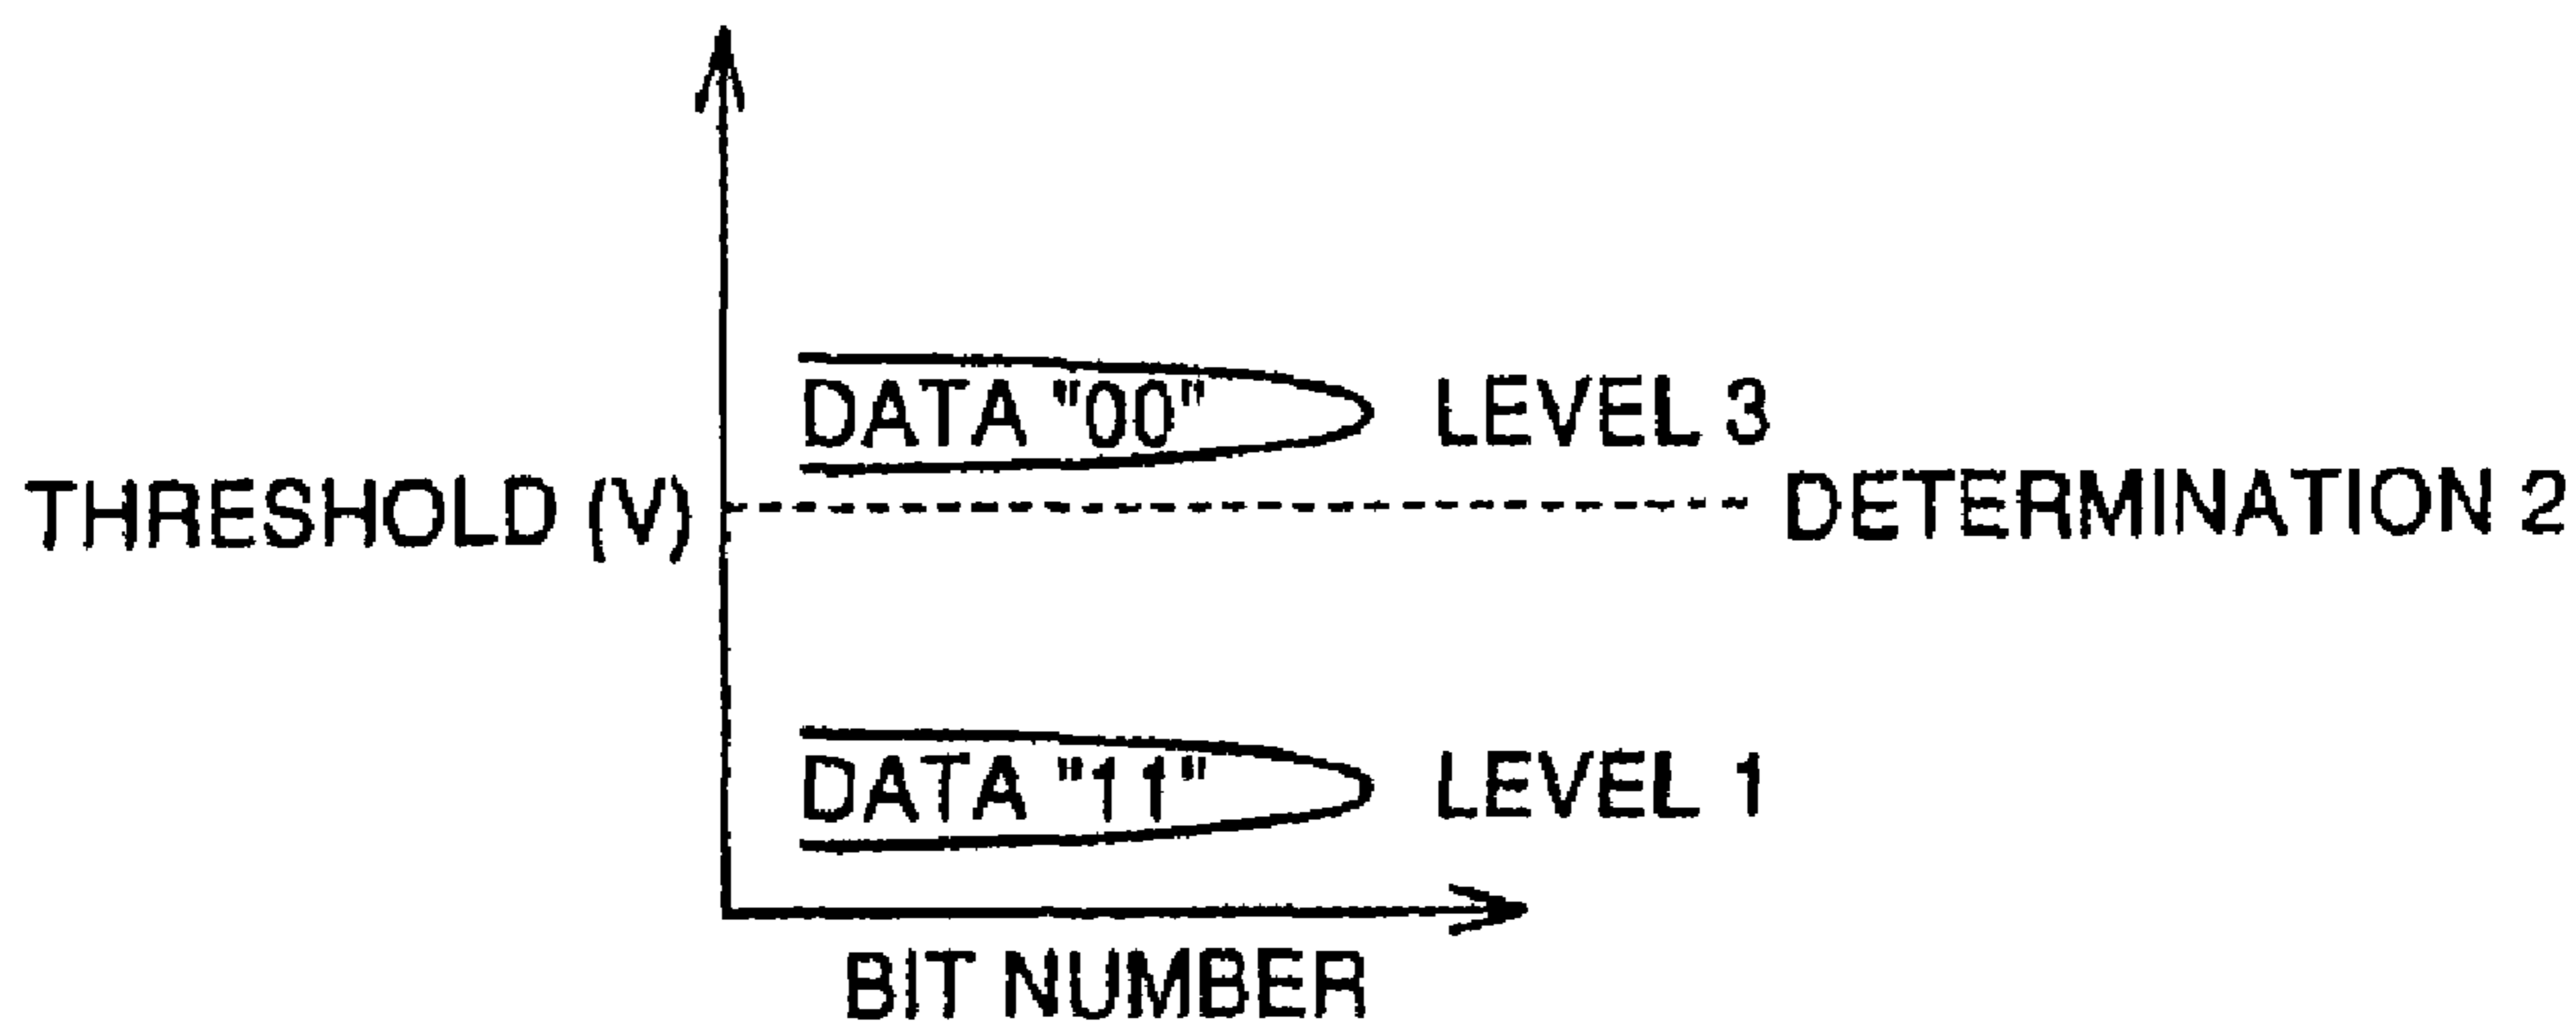 DATA "00" LEVEL 3
THRESHOLD (V) DETERMINATION 2
DATA "11" LEVEL 1
BIT NUMBER